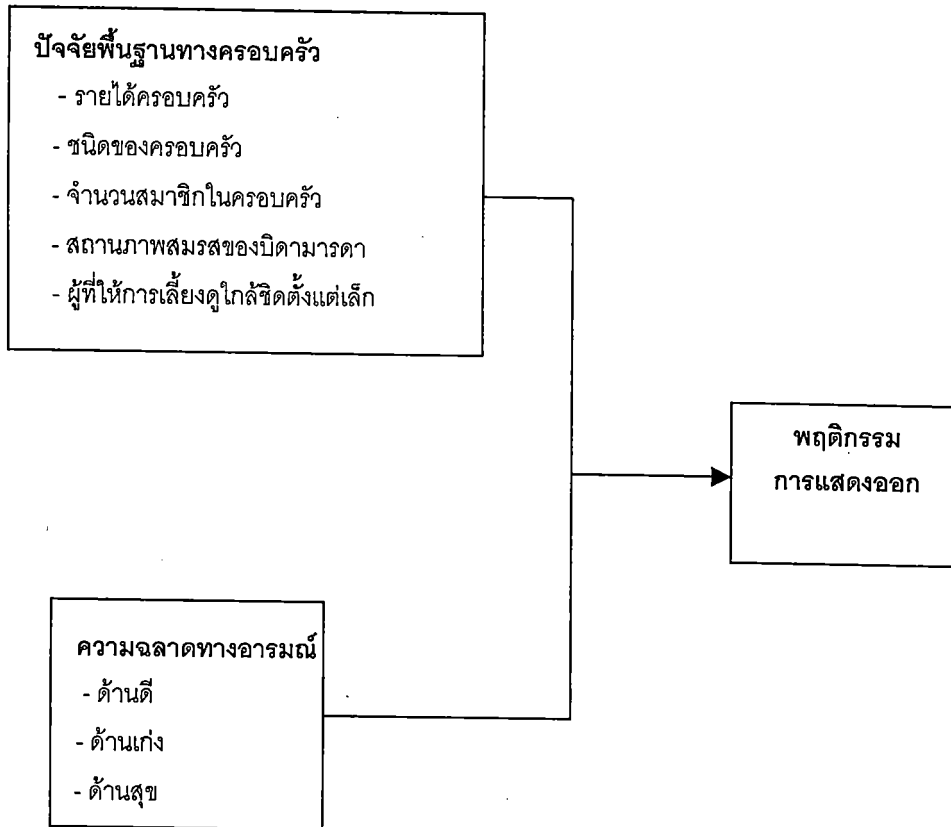 ปัจจัยพื้นฐานทางครอบครัว
- รายได้ครอบครัว
- ชนิดของครอบครัว
- จำนวนสมาชิกในครอบครัว
- สถานภาพสมรสของบิดามารดา
- ผู้ที่ให้การเลี้ยงดูใกล้ชิดตั้งแต่เล็ก
พฤติกรรม
การแสดงออก
ความฉลาดทางอารมณ์
- ด้านดี
- ด้านเก่ง
- ด้านสุข